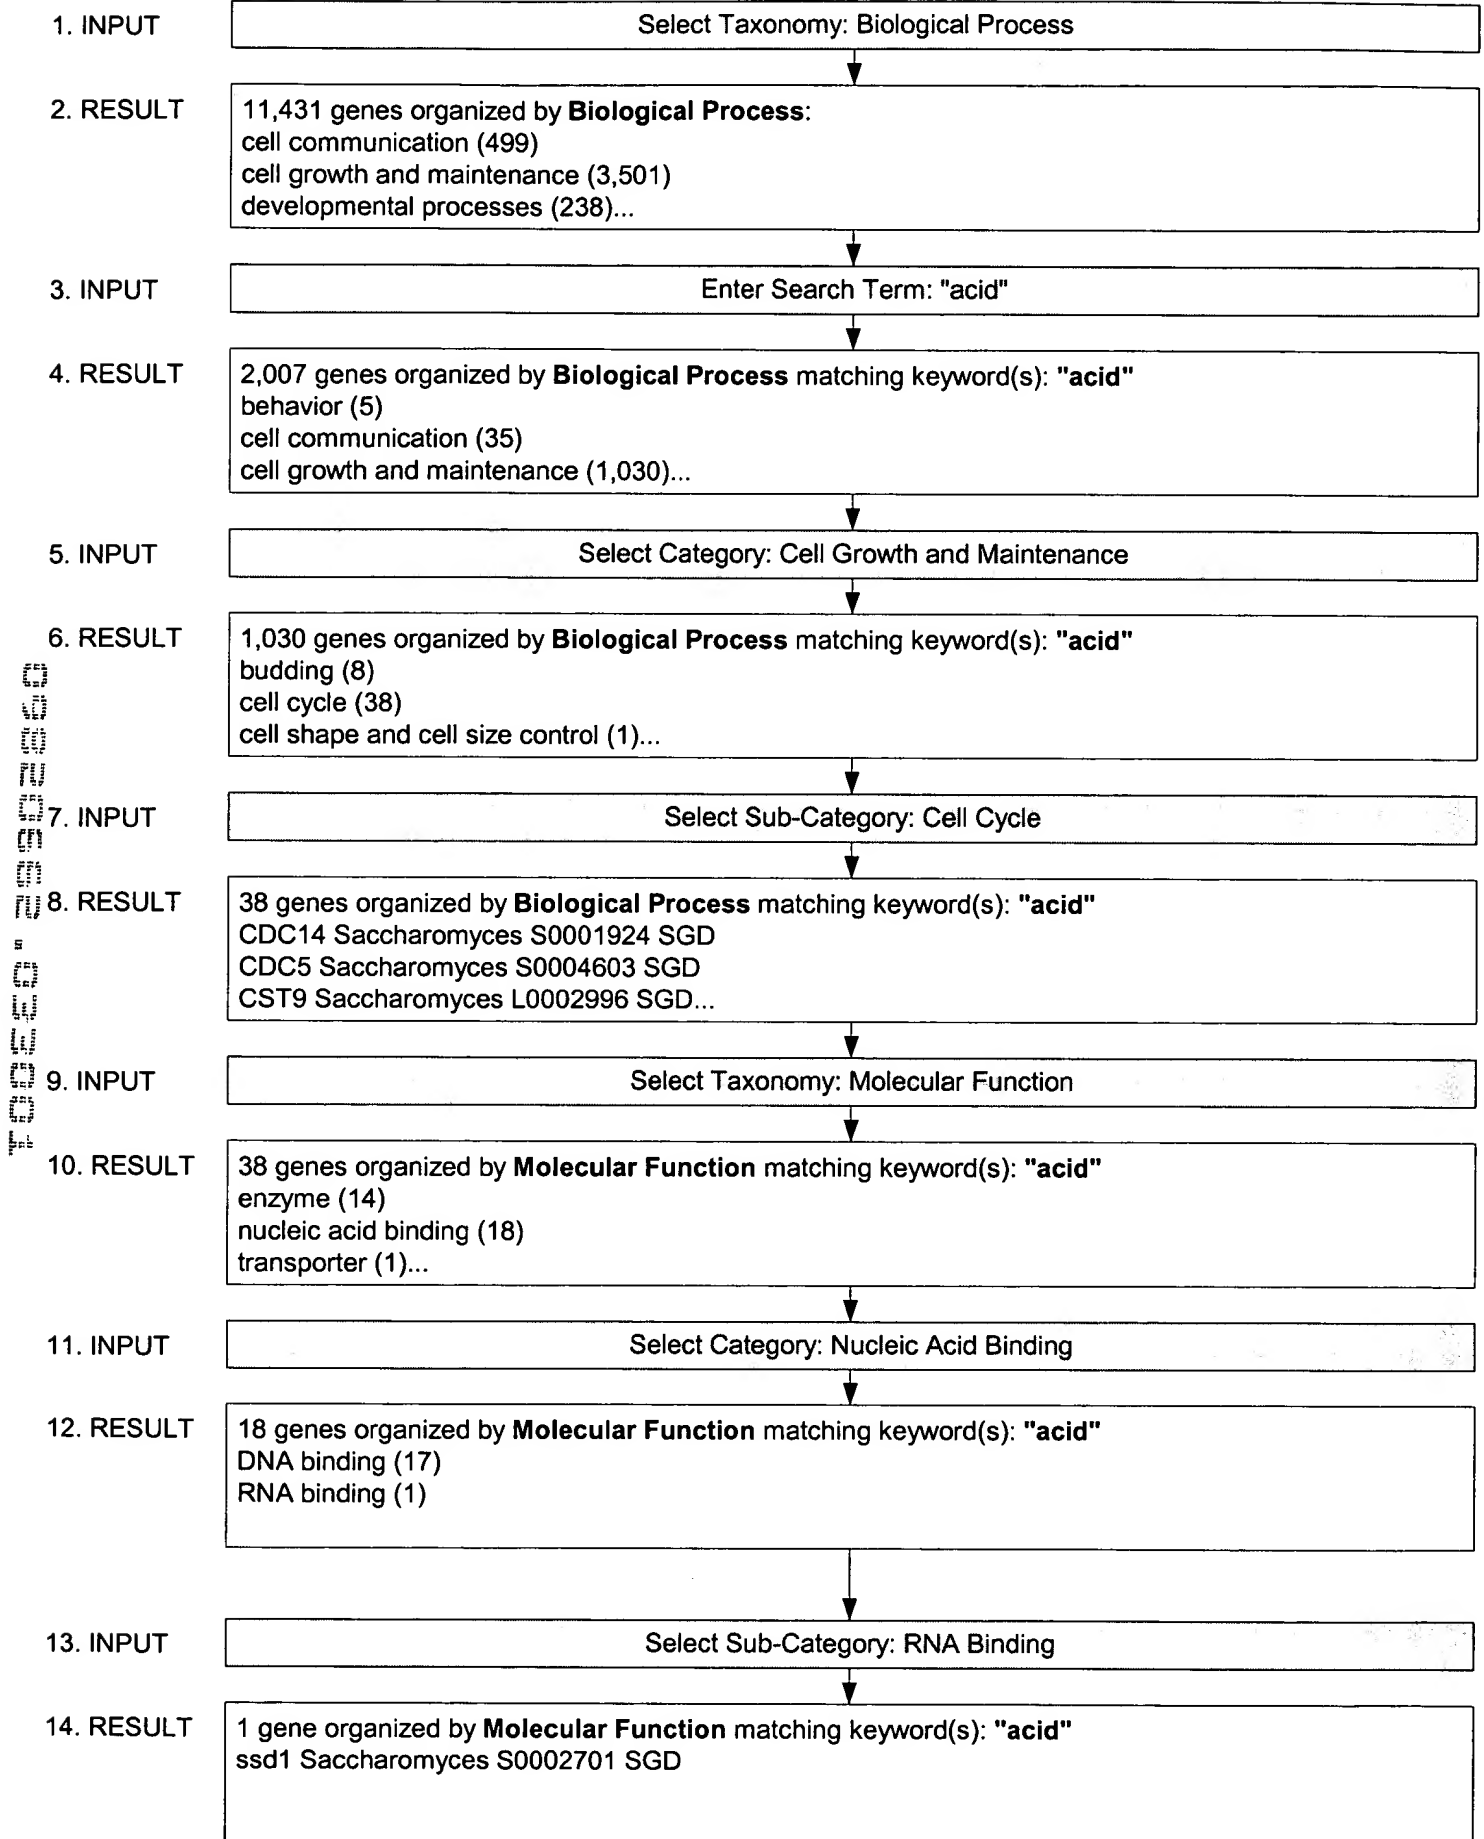 1. INPUT
Select Taxonomy: Biological Process
2. RESULT
11,431 genes organized by Biological Process:
cell communication (499)
cell growth and maintenance (3,501)
developmental processes (238)...
3. INPUT
Enter Search Term: "acid"
4. RESULT
2,007 genes organized by Biological Process matching keyword(s): "acid"
behavior (5)
cell communication (35)
cell growth and maintenance (1,030)...
5. INPUT
Select Category: Cell Growth and Maintenance
6. RESULT
1,030 genes organized by Biological Process matching keyword(s): "acid"
budding (8)
cell cycle (38)
cell shape and cell size control (1)...
7. INPUT
Select Sub-Category: Cell Cycle
8. RESULT
38 genes organized by Biological Process matching keyword(s): "acid"
CDC14 Saccharomyces S0001924 SGD
CDC5 Saccharomyces S0004603 SGD
CST9 Saccharomyces L0002996 SGD...
9. INPUT
Select Taxonomy: Molecular Function
10. RESULT
38 genes organized by Molecular Function matching keyword(s): "acid"
enzyme (14)
nucleic acid binding (18)
transporter (1)...
11. INPUT
Select Category: Nucleic Acid Binding
12. RESULT
18 genes organized by Molecular Function matching keyword(s): "acid"
DNA binding (17)
RNA binding (1)
13. INPUT
Select Sub-Category: RNA Binding
14. RESULT
1 gene organized by Molecular Function matching keyword(s): "acid"
ssd1 Saccharomyces S0002701 SGD